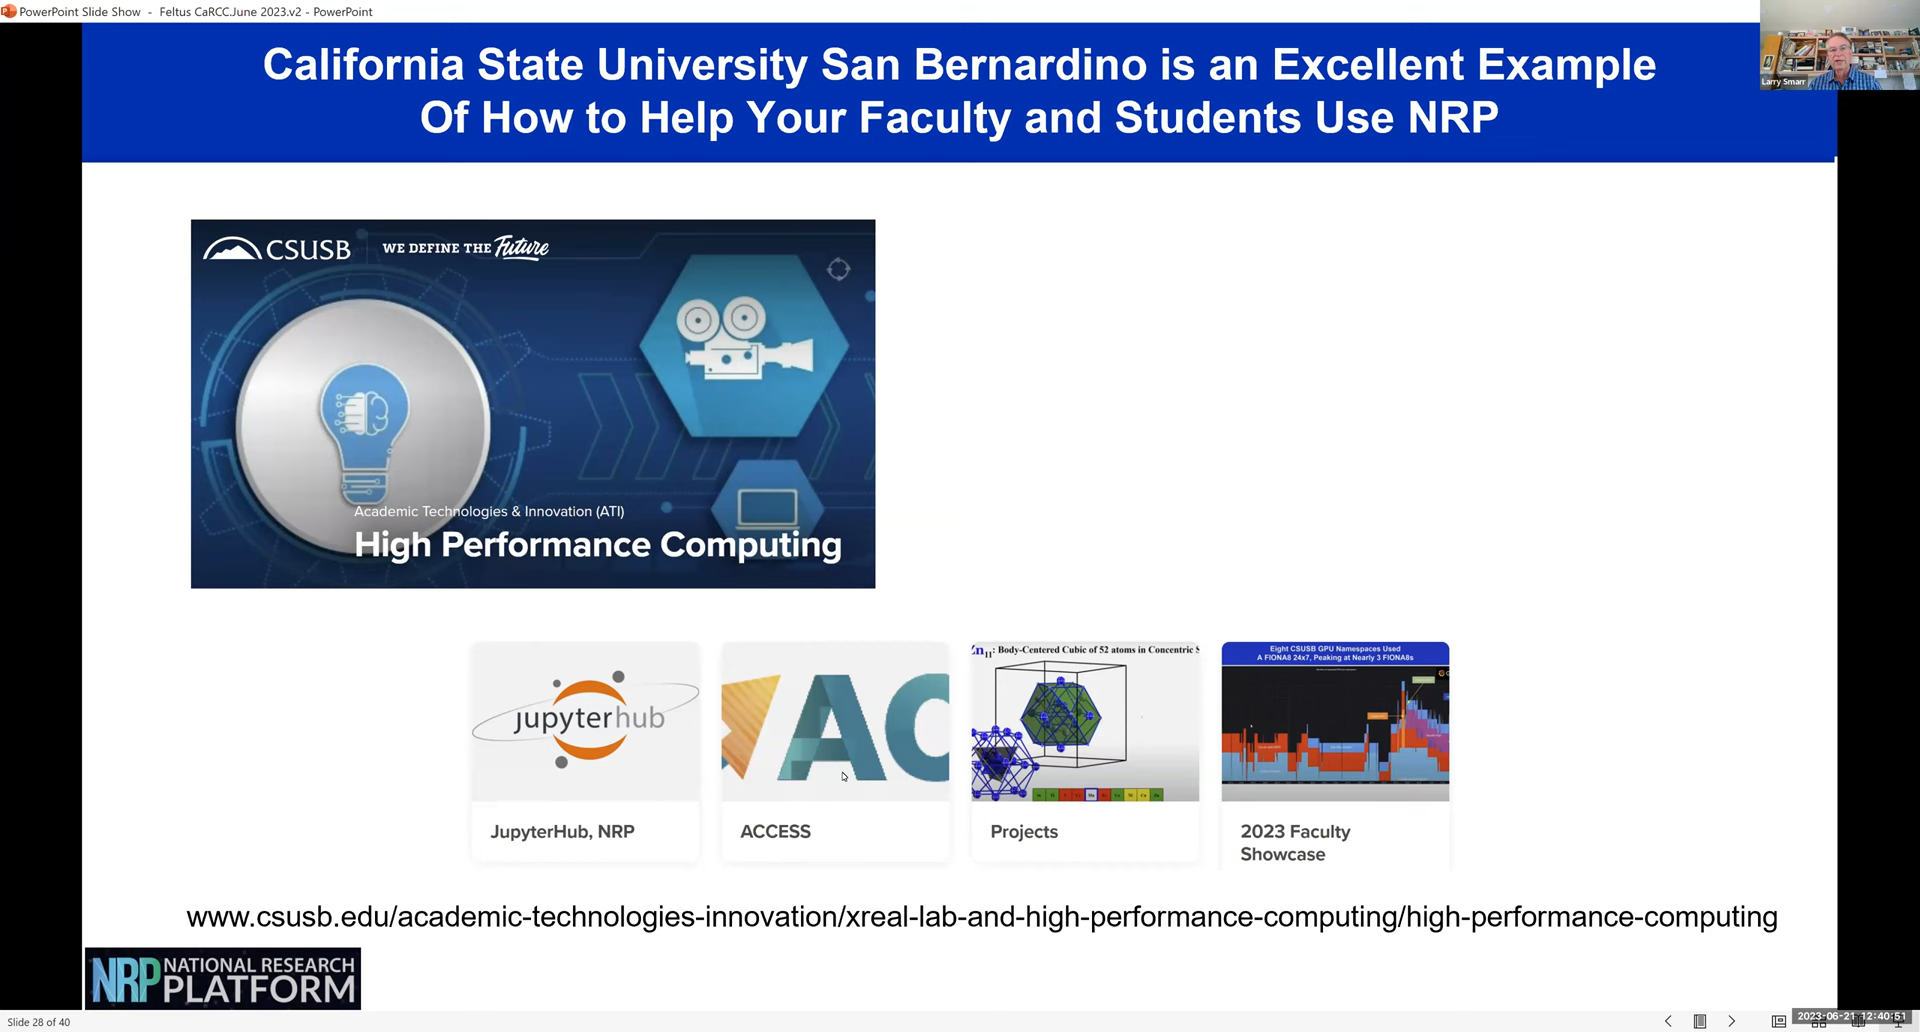 PowerPoint Slide Show - Feltus CaRCC.June 2023.v2 - PowerPoint
California State University San Bernardino is an Excellent Example
Of How to Help Your Faculty and Students Use NRP
Larry Smarr
CSUSB
WE DEFINE THE Future
Academic Technologies & Innovation (ATI)
High Performance Computing
jupyterhub
AC
Body-Centered Cubic of 52 atoms in Concentric S
Eight CSUSB GPU Namespaces Used
A FIONA8 24x7, Peaking at Nearly 3 FIONA8s
JupyterHub, NRP
ACCESS
Projects
2023 Faculty
Showcase
www.csusb.edu/academic-technologies-innovation/xreal-lab-and-high-performance-computing/high-performance-computing
NRP NATIONAL RESEARCH
PLATFORM
Slide 28 of 40
2023-06-21 12:40:51